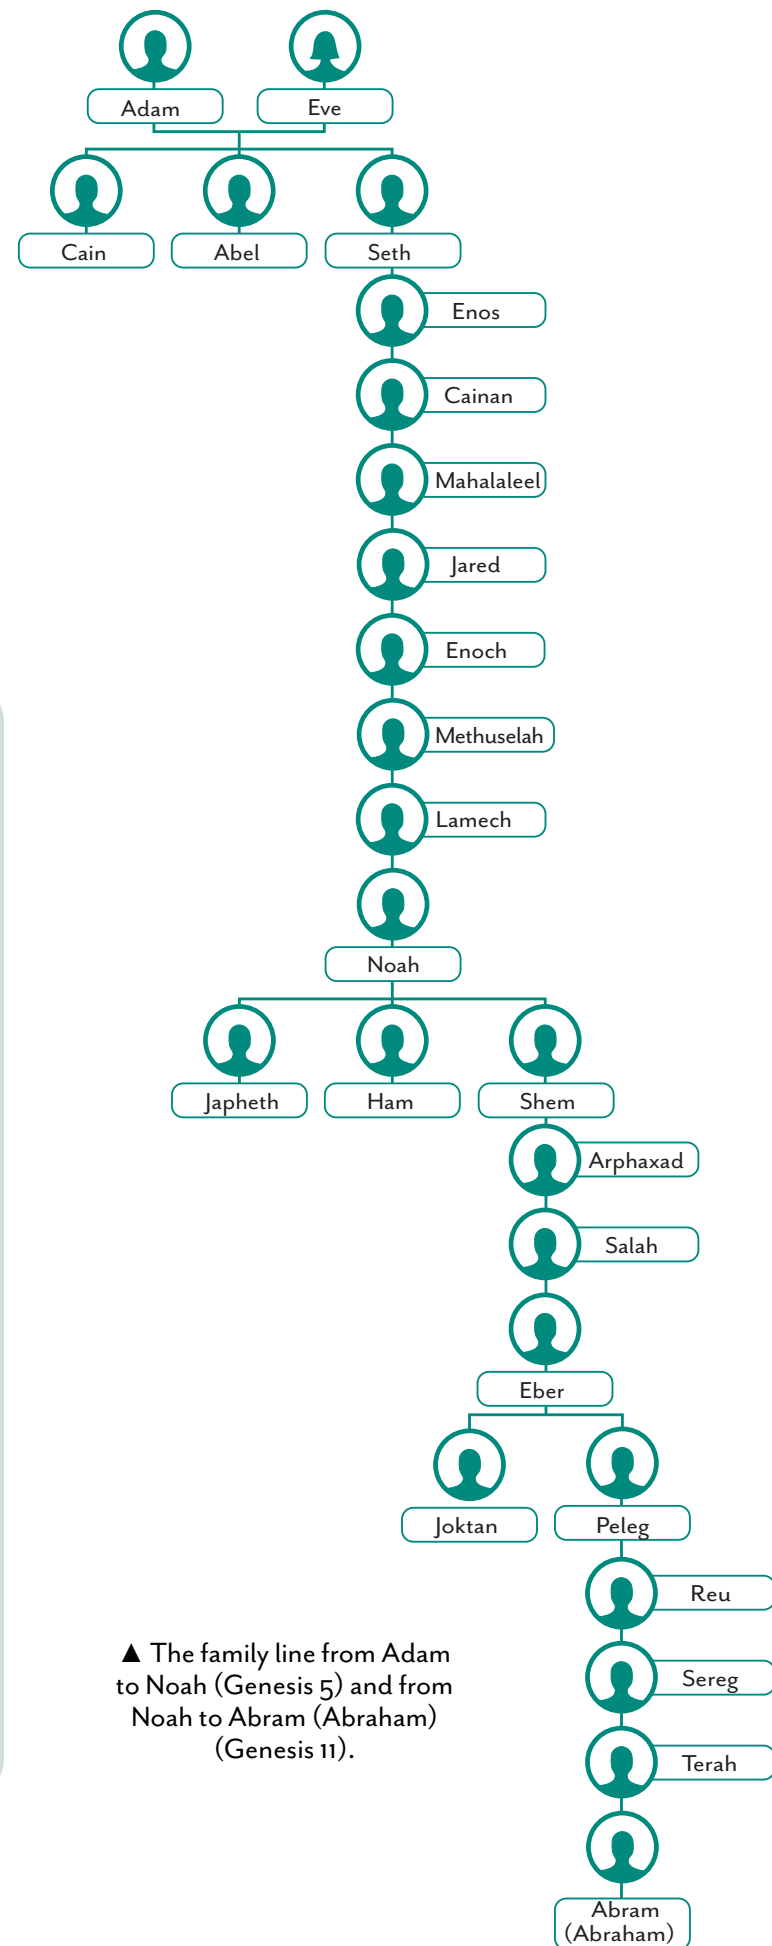 Adam
Eve
Cain
Abel
Seth
Enos
Cainan
Mahalaleel
Jared
Enoch
Methuselah
Lamech
Noah
Japheth
Ham
Shem
Arphaxad
Salah
Eber
Joktan
Peleg
Reu
Sereg
Terah
Abram
(Abraham)
▲ The family line from Adam
to Noah (Genesis 5) and from
Noah to Abram (Abraham)
(Genesis 11).